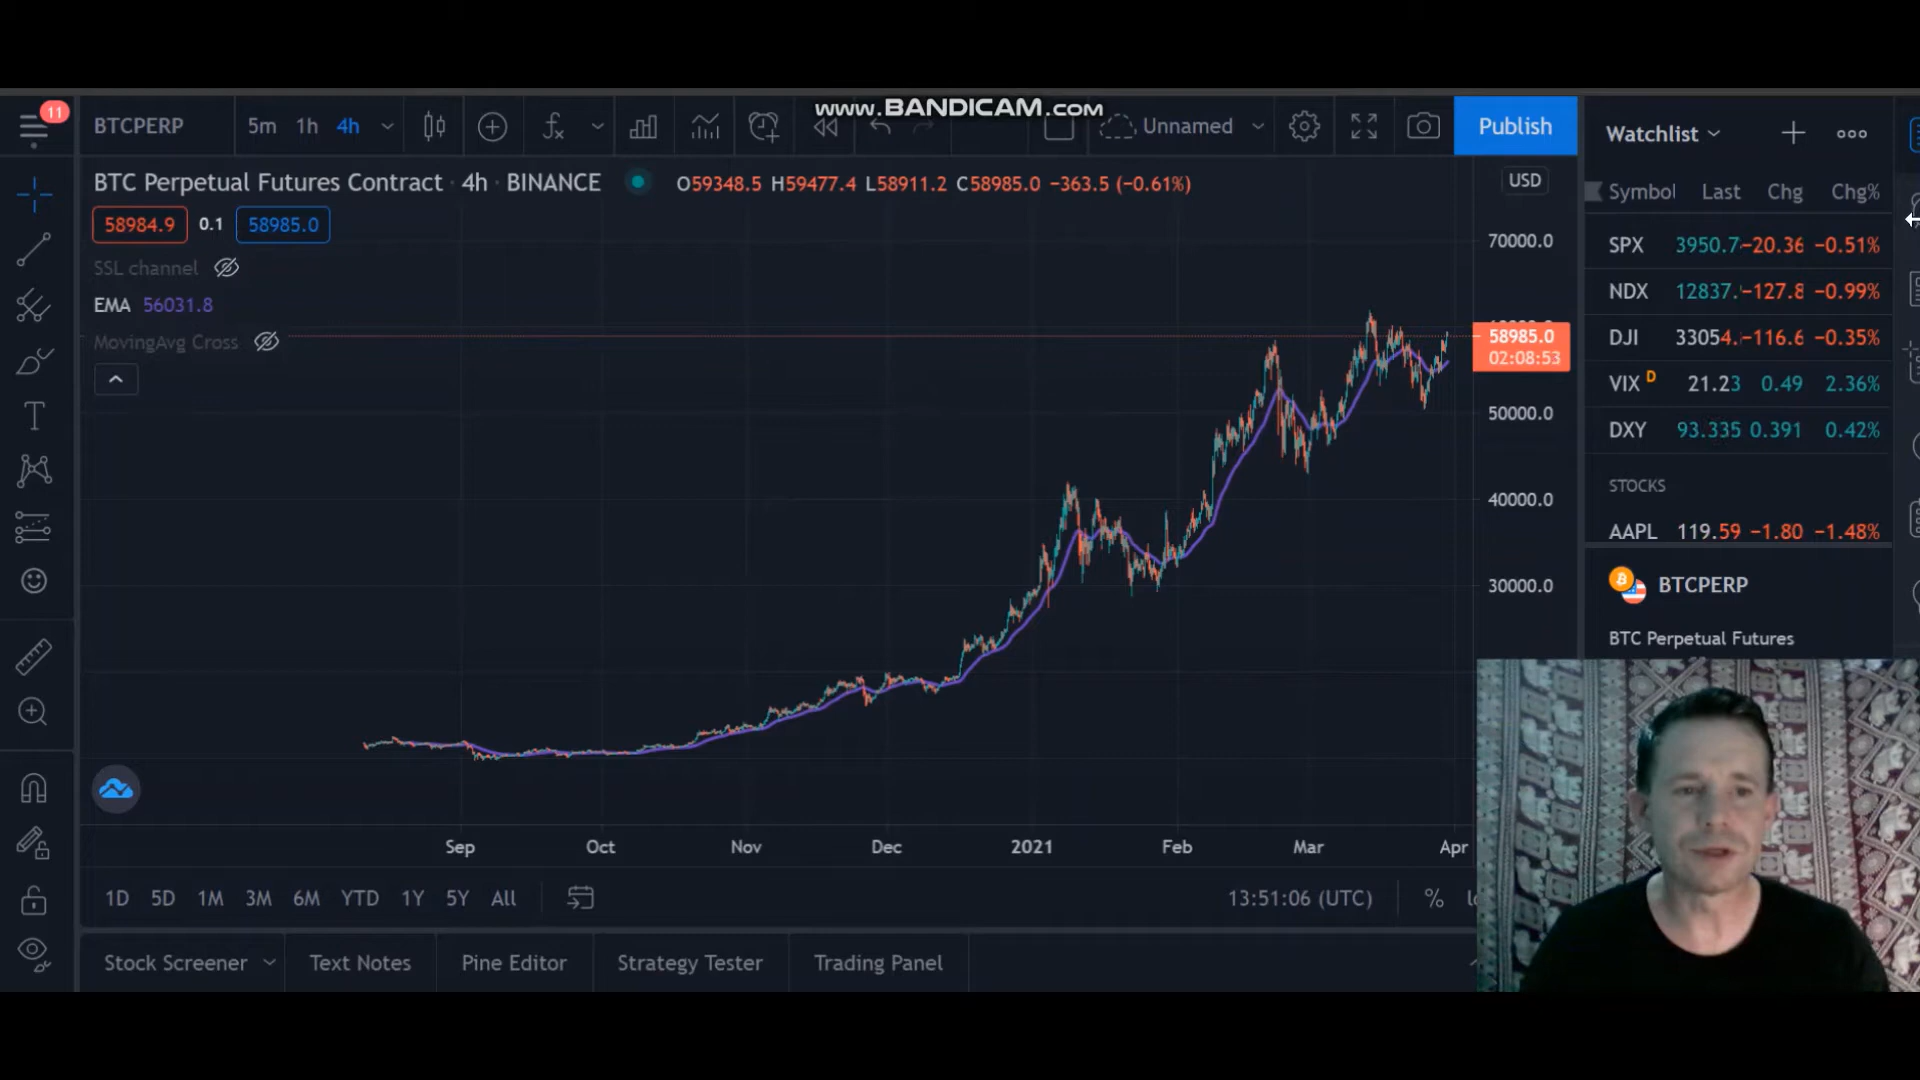 www.BANDICAM.com
11
BTCPERP 5m 1h 4h fx Unnamed Publish
Watchlist
BTC Perpetual Futures Contract · 4h · BINANCE O59348.5 H59477.4 L58911.2 C58985.0 −363.5 (−0.61%) USD
Symbol Last Chg Chg%
58984.9 0.1 58985.0
70000.0
SPX 3950.7 −20.36 −0.51%
SSL channel
EMA 56031.8
NDX 12837. −127.8 −0.99%
MovingAvg Cross
58985.0
02:08:53
DJI 33054. −116.6 −0.35%
VIX D 21.23 0.49 2.36%
50000.0
DXY 93.335 0.391 0.42%
STOCKS
40000.0
AAPL 119.59 −1.80 −1.48%
30000.0
BTCPERP
BTC Perpetual Futures
Sep Oct Nov Dec 2021 Feb Mar Apr
1D 5D 1M 3M 6M YTD 1Y 5Y All 13:51:06 (UTC) %
Stock Screener Text Notes Pine Editor Strategy Tester Trading Panel